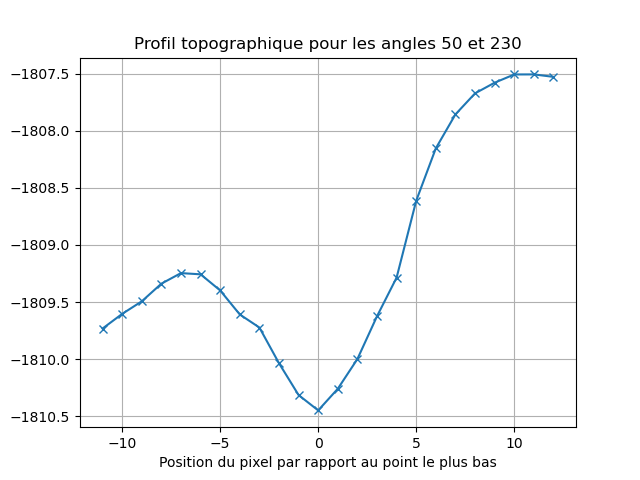 Profil topographique pour les angles 50 et 230
−1807.5
−1808.0
−1808.5
−1809.0
−1809.5
−1810.0
−1810.5
−10 −5 0 5 10
Position du pixel par rapport au point le plus bas